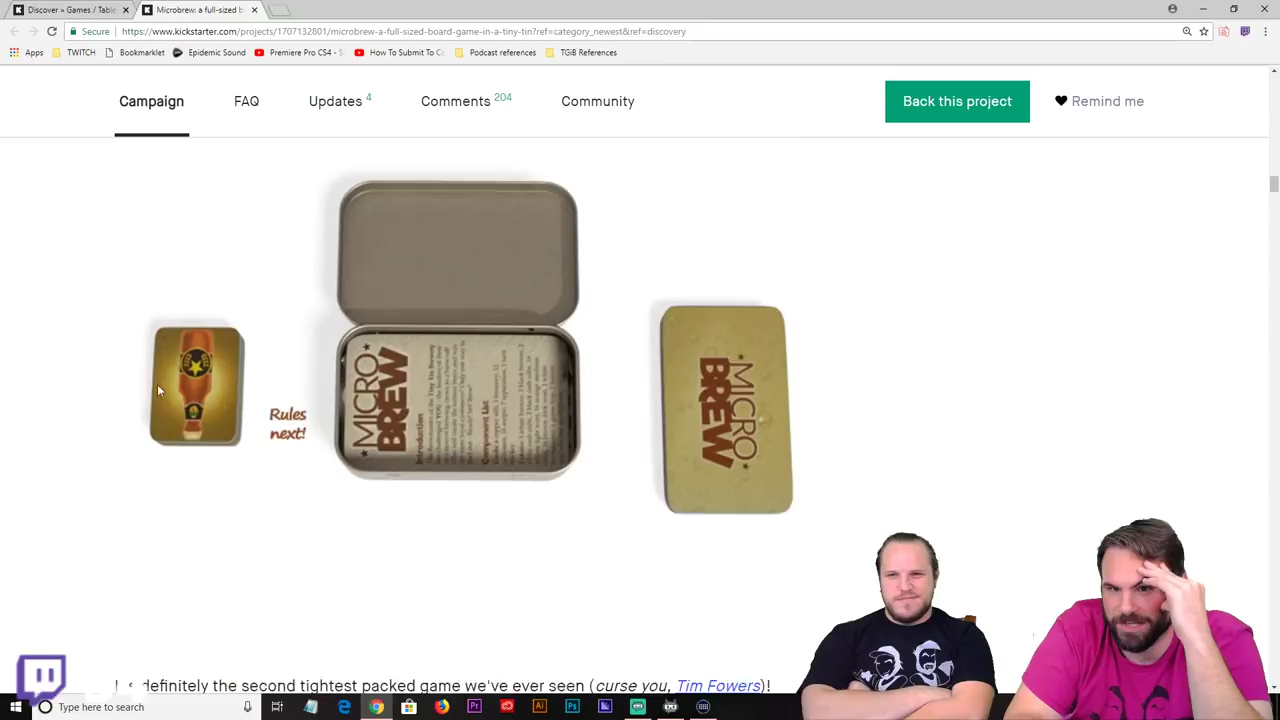 Discover » Games / Table
Microbrew: a full-sized b
Secure
https://www.kickstarter.com/projects/1707132801/microbrew-a-full-sized-board-game-in-a-tiny-tin?ref=category_newest&ref=discovery
Apps TWITCH Bookmarklet Epidemic Sound Premiere Pro CS4 - S How To Submit To Co Podcast references TGiB References
Campaign FAQ Updates 4 Comments 204 Community Back this project Remind me
MICRO
BREW
Introduction
Component List
Rules
next!
MICRO
BREW
definitely the second tightest packed game we've ever seen (curse you, Tim Fowers)!
Type here to search